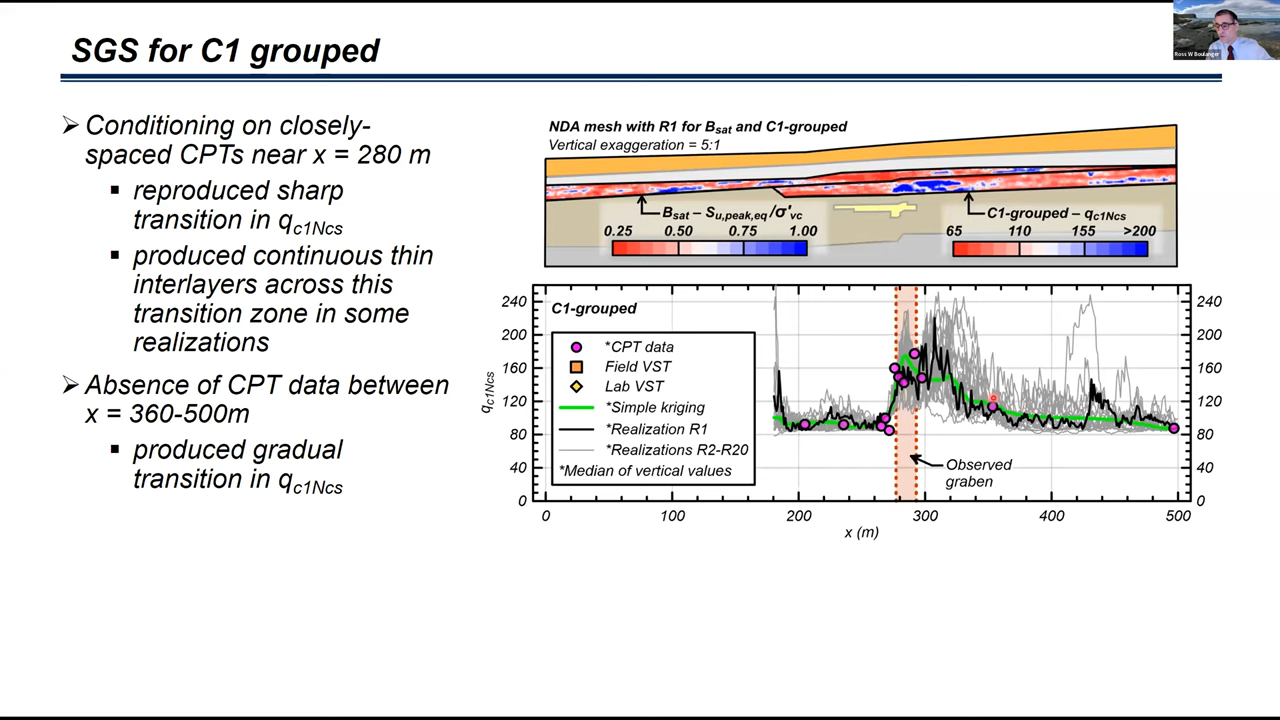 SGS for C1 grouped
Ross W Boulanger
➢ Conditioning on closely-
spaced CPTs near x = 280 m
▪ reproduced sharp
transition in qc1Ncs
▪ produced continuous thin
interlayers across this
transition zone in some
realizations
➢ Absence of CPT data between
x = 360-500m
▪ produced gradual
transition in qc1Ncs
NDA mesh with R1 for Bsat and C1-grouped
Vertical exaggeration = 5:1
Bsat – Su,peak,eq/σ'vc
0.25 0.50 0.75 1.00
C1-grouped – qc1Ncs
65 110 155 >200
C1-grouped
*CPT data
Field VST
Lab VST
*Simple kriging
*Realization R1
*Realizations R2-R20
*Median of vertical values
Observed
graben
qc1Ncs
240
200
160
120
80
40
0
240
200
160
120
80
40
0
0 100 200 300 400 500
x (m)